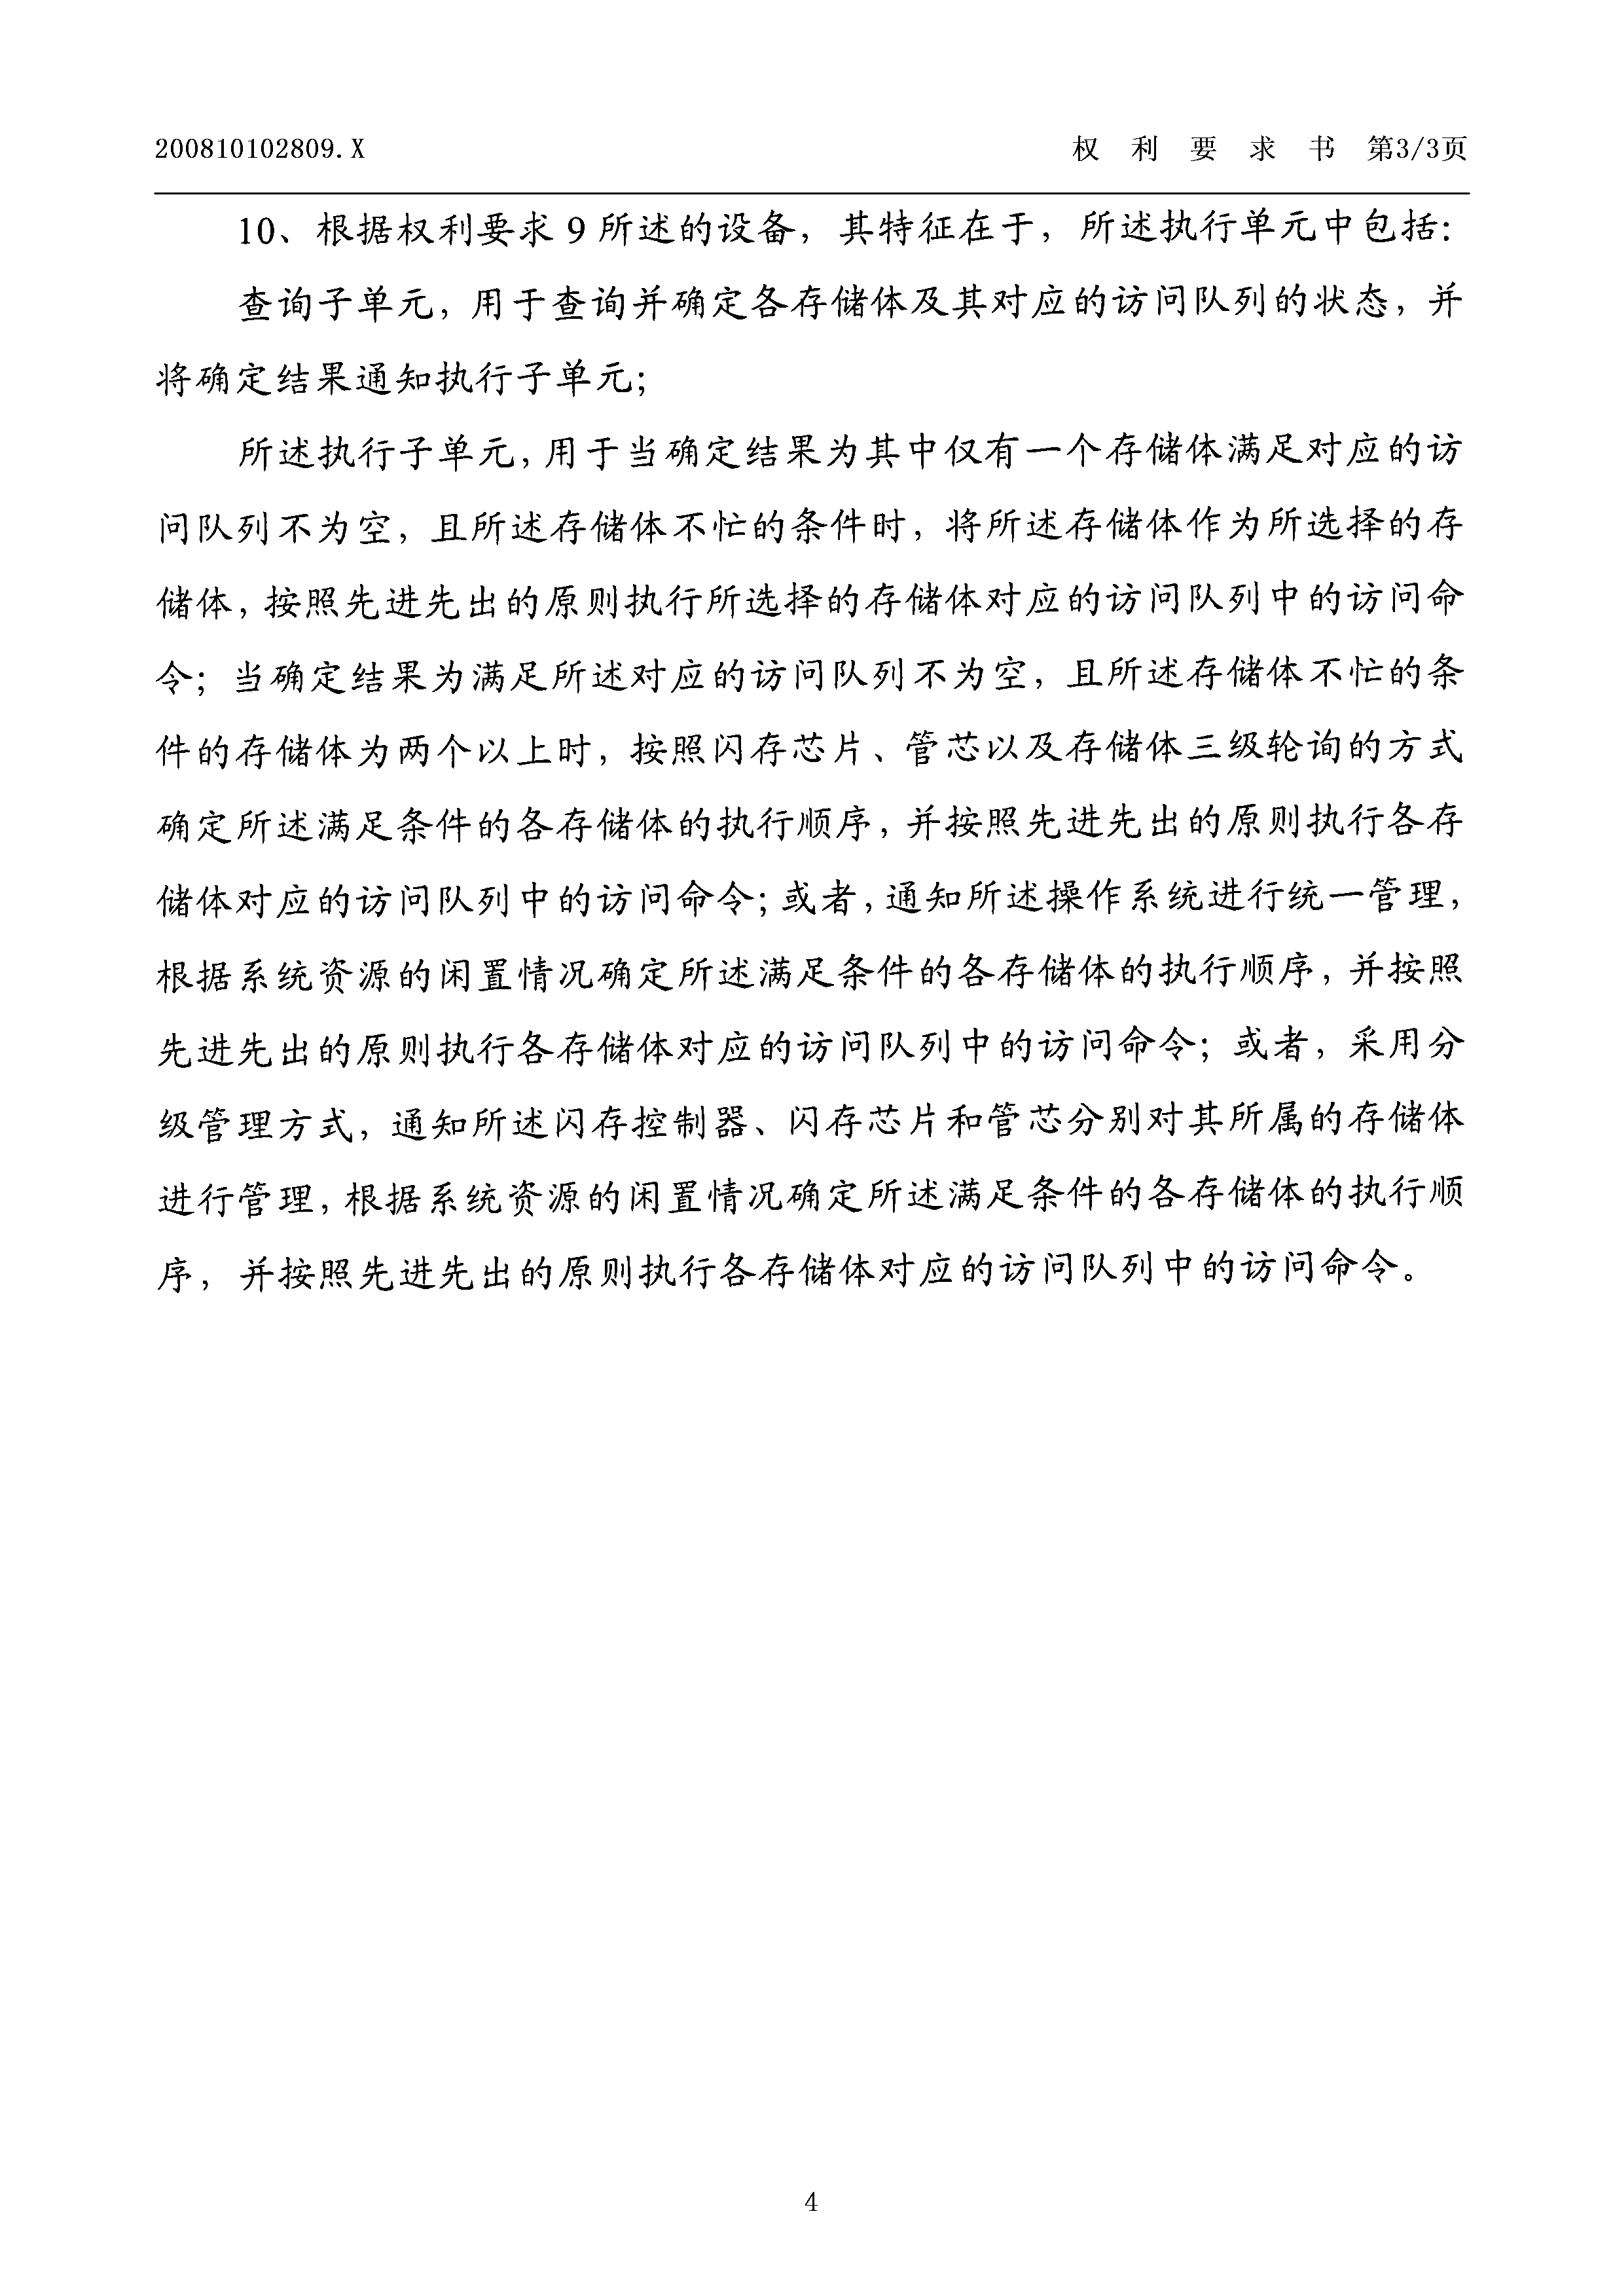 200810102809.X 权 利 要 求 书 第3/3页
10、根据权利要求 9 所述的设备，其特征在于，所述执行单元中包括：
查询子单元，用于查询并确定各存储体及其对应的访问队列的状态，并
将确定结果通知执行子单元；
所述执行子单元，用于当确定结果为其中仅有一个存储体满足对应的访
问队列不为空，且所述存储体不忙的条件时，将所述存储体作为所选择的存
储体，按照先进先出的原则执行所选择的存储体对应的访问队列中的访问命
令；当确定结果为满足所述对应的访问队列不为空，且所述存储体不忙的条
件的存储体为两个以上时，按照闪存芯片、管芯以及存储体三级轮询的方式
确定所述满足条件的各存储体的执行顺序，并按照先进先出的原则执行各存
储体对应的访问队列中的访问命令；或者，通知所述操作系统进行统一管理，
根据系统资源的闲置情况确定所述满足条件的各存储体的执行顺序，并按照
先进先出的原则执行各存储体对应的访问队列中的访问命令；或者，采用分
级管理方式，通知所述闪存控制器、闪存芯片和管芯分别对其所属的存储体
进行管理，根据系统资源的闲置情况确定所述满足条件的各存储体的执行顺
序，并按照先进先出的原则执行各存储体对应的访问队列中的访问命令。
4